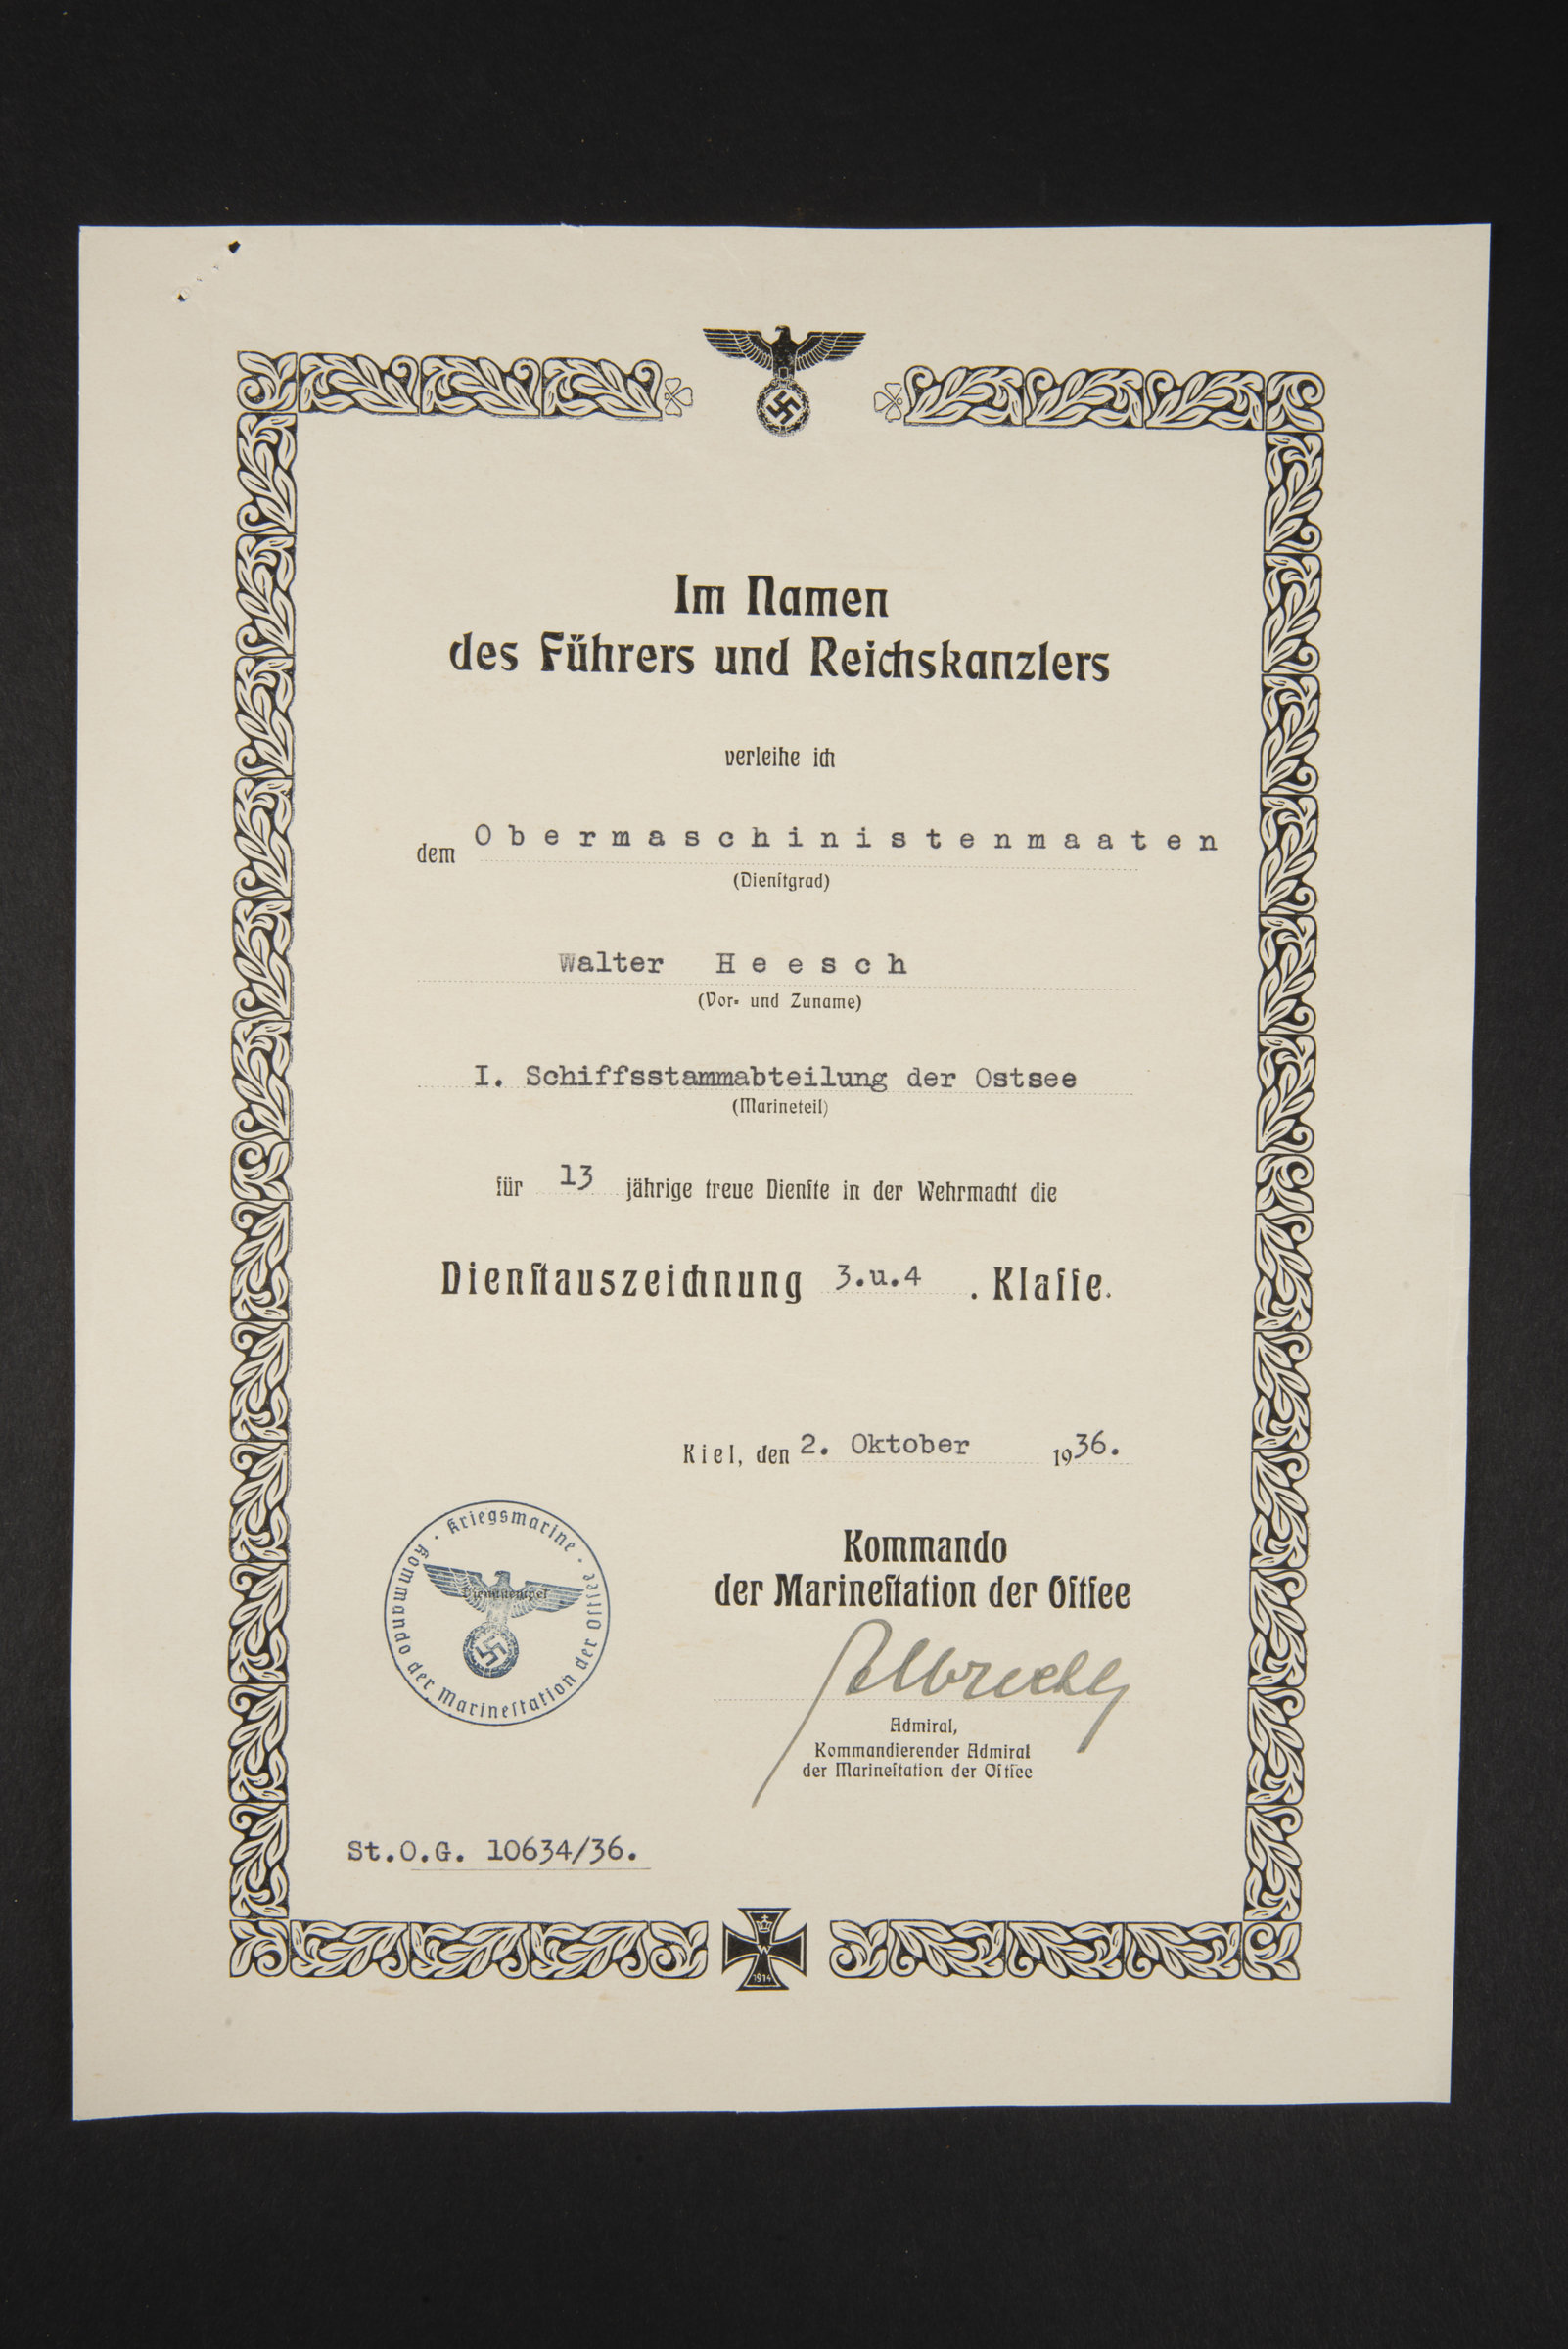 Im Namen
des Führers und Reichskanzlers
verleihe ich
dem Obermaschinistenmaaten
(Dienſtgrad)
Walter Heesch
(Vor- und Zuname)
I. Schiffsstammabteilung der Ostsee
(Marineteil)
für 13 jährige treue Dienſte in der Wehrmacht die
Dienſtauszeichnung 3.u.4 . Klaſſe.
Kiel, den 2. Oktober 1936.
Kriegsmarine · Kommando der Marineſtation der Oſtſee ·
Dienſtſtempel
Kommando
der Marineſtation der Oſtſee
Albrecht
Admiral,
Kommandierender Admiral
der Marineſtation der Oſtſee
St.O.G. 10634/36.
W
1914